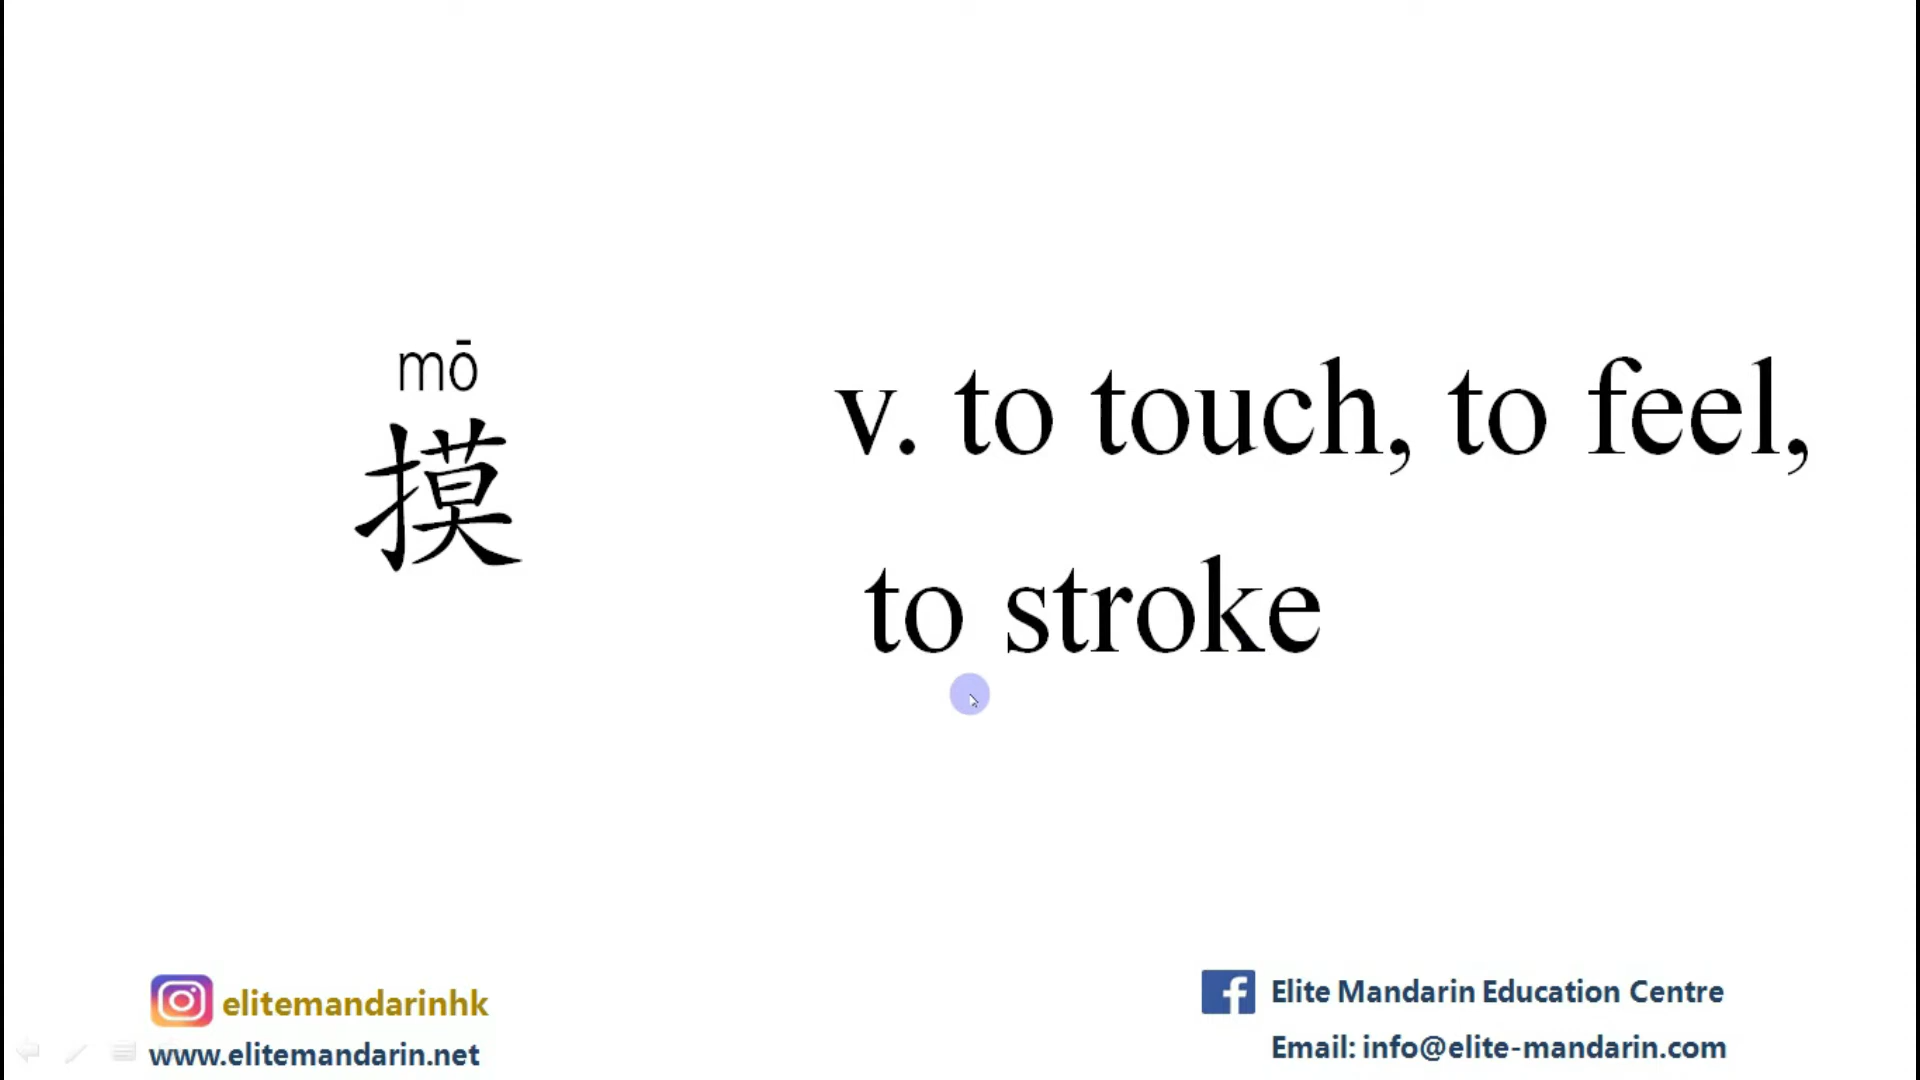 mō
摸
v. to touch, to feel,
to stroke
elitemandarinhk
www.elitemandarin.net
Elite Mandarin Education Centre
Email: info@elite-mandarin.com